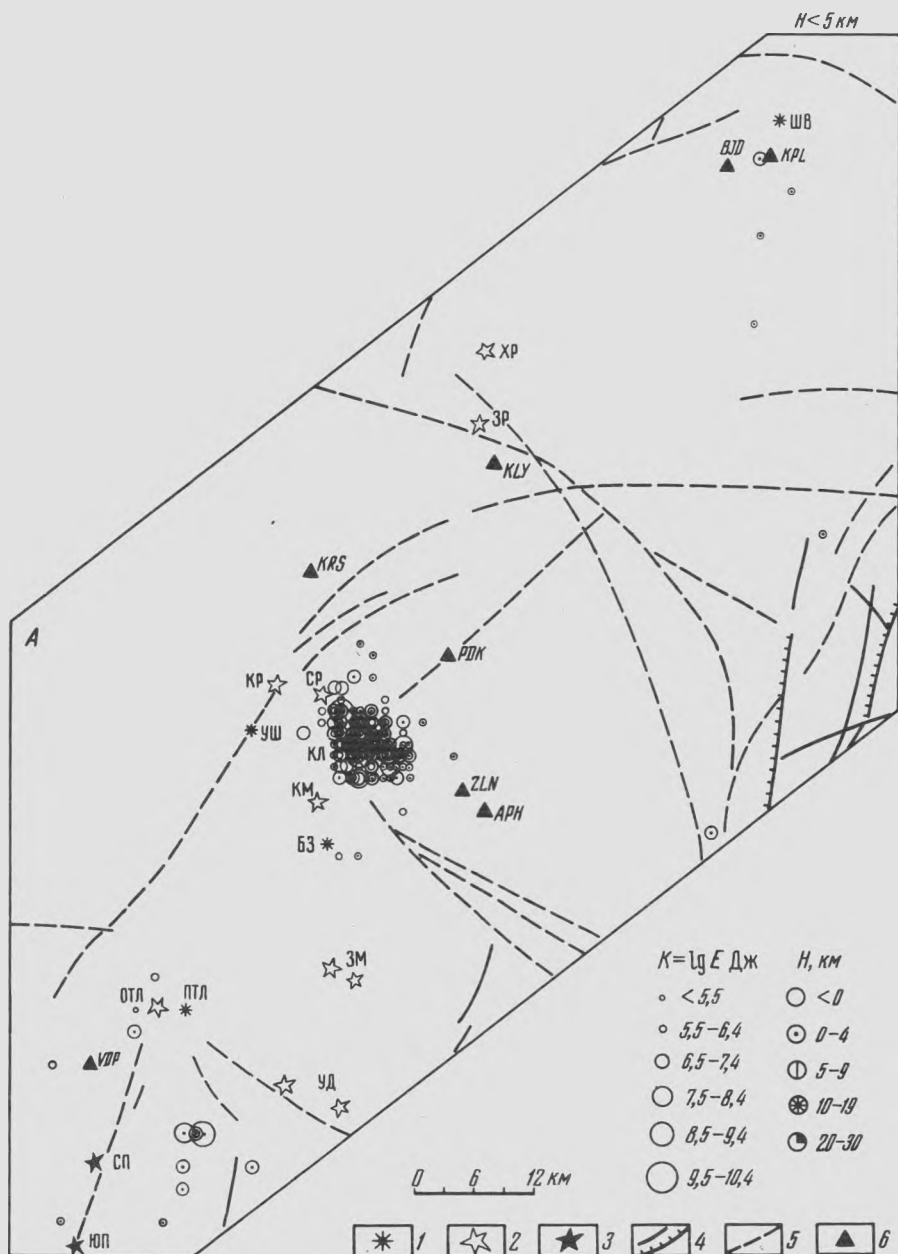 H < 5 км
ШВ
BJD
KPL
ХР
ЗР
KLY
KRS
А
PDK
КР
СР
УШ
КЛ
КМ
ZLN
APH
БЗ
ЗМ
K = lg E Дж
H, км
< 5,5
< 0
5,5–6,4
0–4
6,5–7,4
5–9
7,5–8,4
10–19
8,5–9,4
20–30
9,5–10,4
ОТЛ
ПТЛ
VDP
УД
СП
0 6 12 км
ЮП
1 2 3 4 5 6